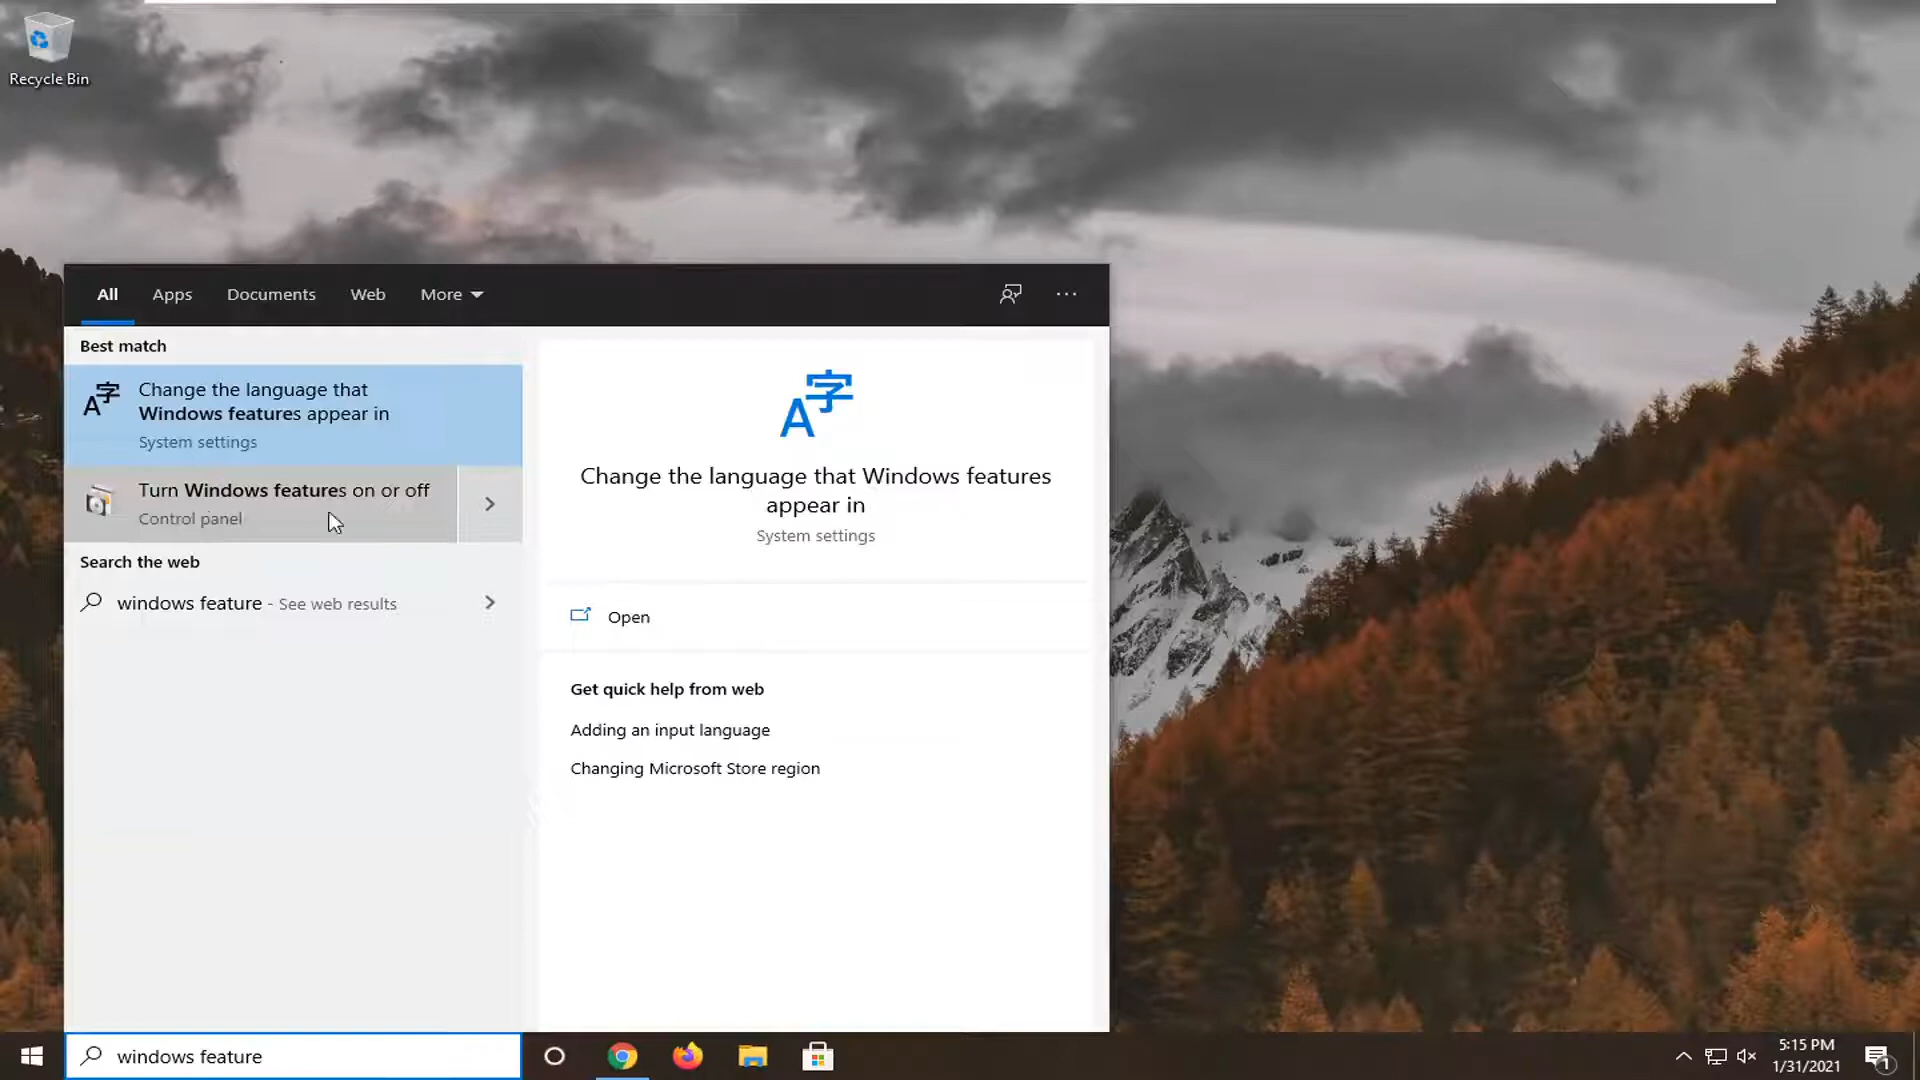 Recycle Bin
All Apps Documents Web More
Best match
Change the language that
Windows features appear in
System settings
Turn Windows features on or off
Control panel
Search the web
windows feature - See web results
A字
Change the language that Windows features
appear in
System settings
Open
Get quick help from web
Adding an input language
Changing Microsoft Store region
windows feature
5:15 PM
1/31/2021
1